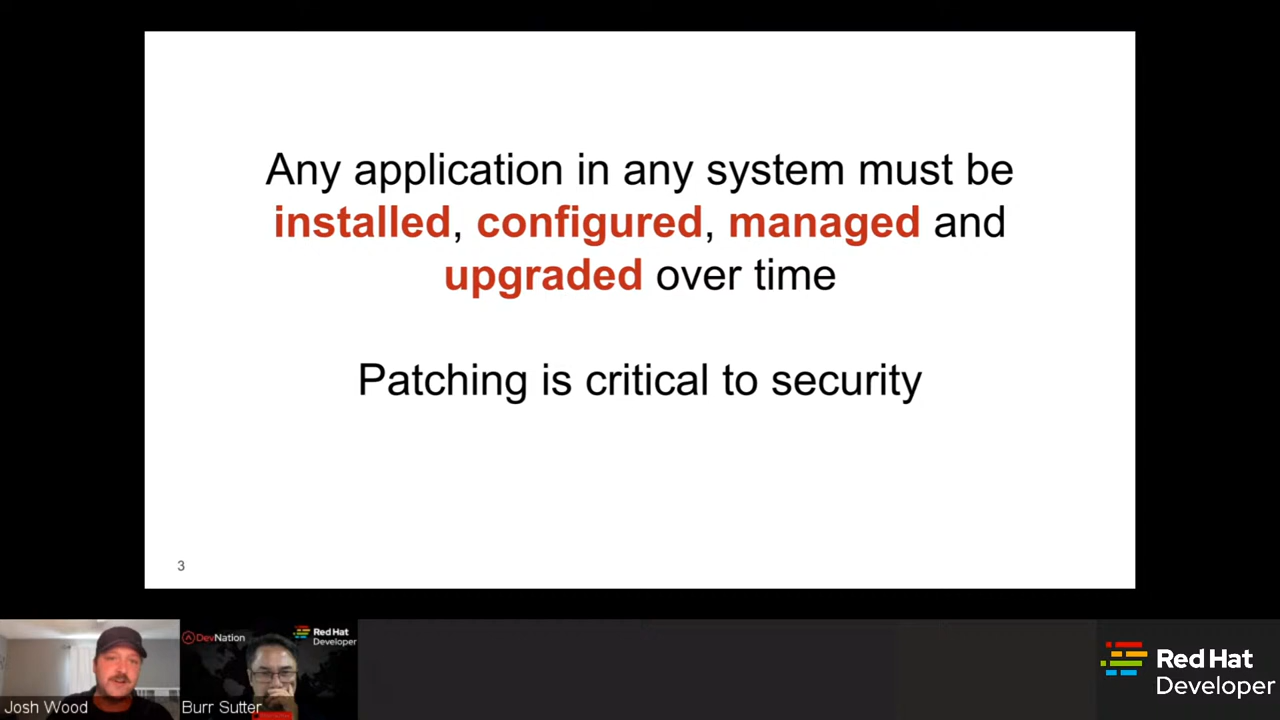 Any application in any system must be
installed, configured, managed and
upgraded over time
Patching is critical to security
3
DevNation
Red Hat
Developer
Josh Wood
Burr Sutter
Red Hat
Developer